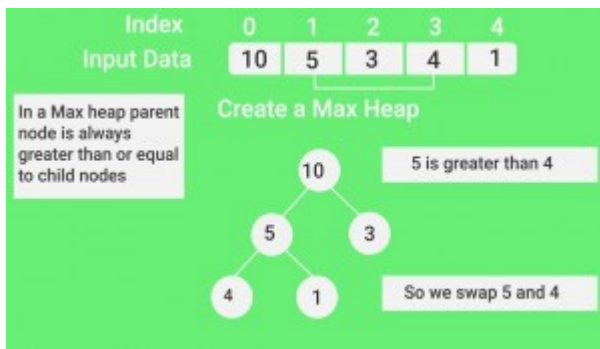 Index 0 1 2 3 4
Input Data 10 5 3 4 1
In a Max heap parent
node is always
greater than or equal
to child nodes
Create a Max Heap
10
5 is greater than 4
5 3
4 1
So we swap 5 and 4